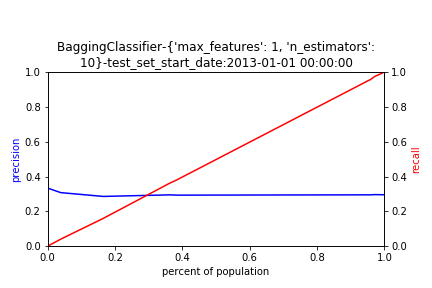 BaggingClassifier-{'max_features': 1, 'n_estimators':
10}-test_set_start_date:2013-01-01 00:00:00
1.0
0.8
0.6
0.4
0.2
0.0
precision
1.0
0.8
0.6
0.4
0.2
0.0
recall
0.0 0.2 0.4 0.6 0.8 1.0
percent of population